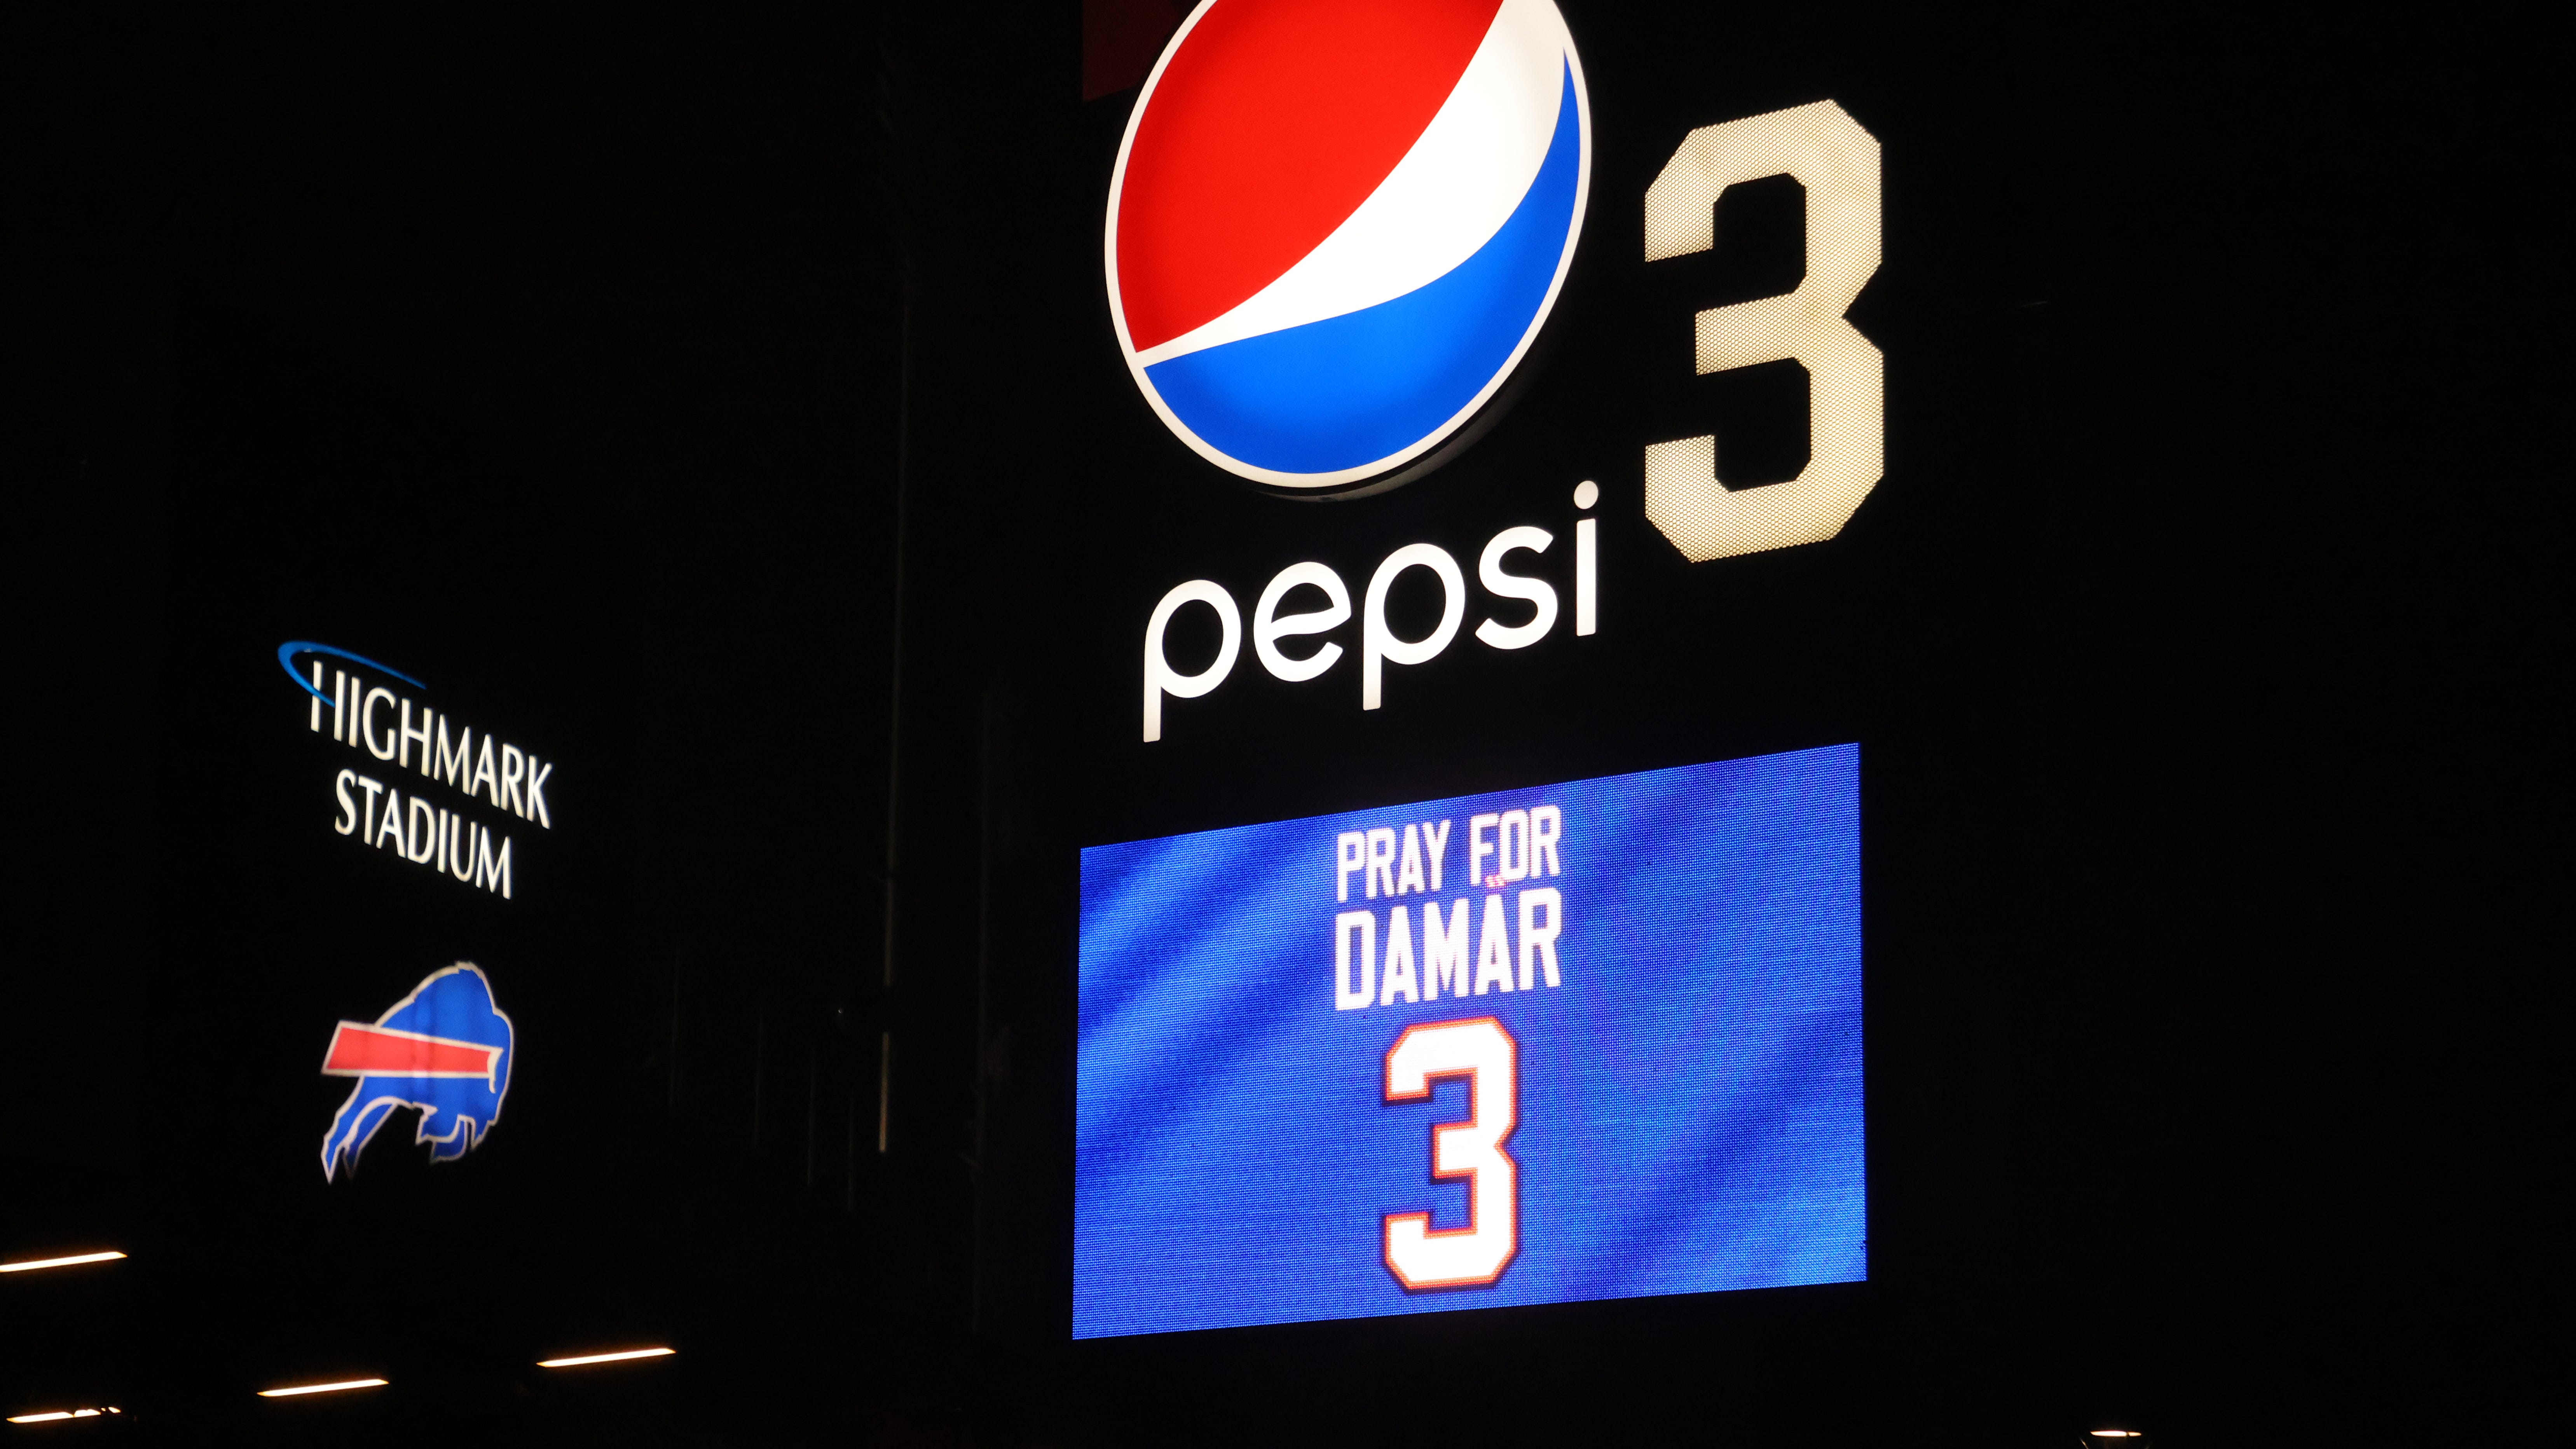 HIGHMARK
STADIUM
pepsi
3
PRAY FOR
DAMAR
3